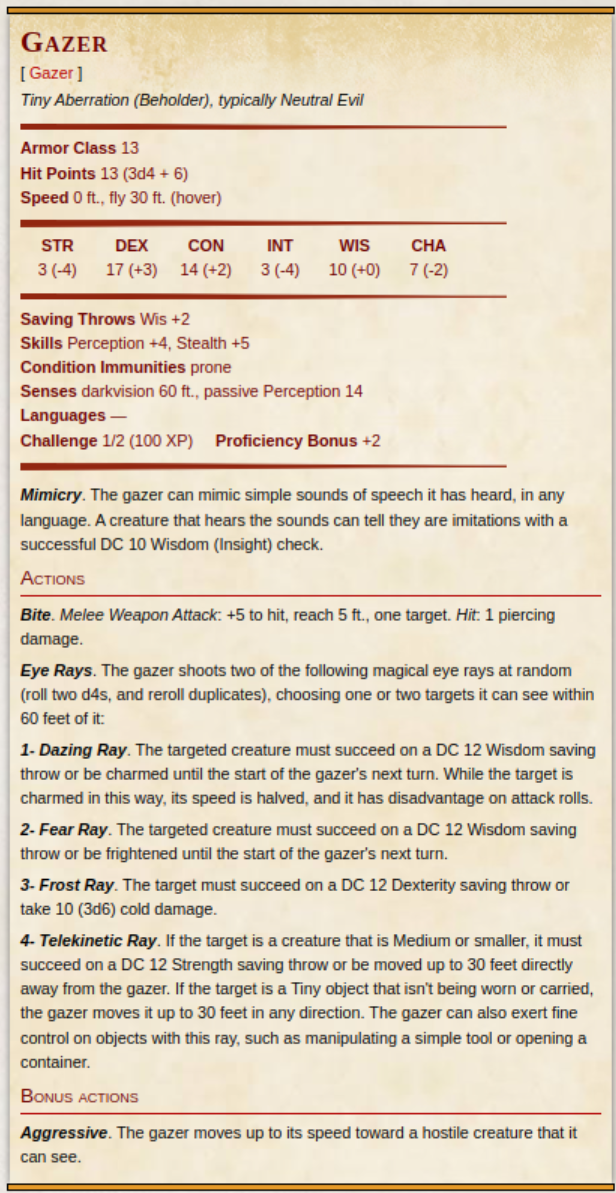 Gazer
[ Gazer ]
Tiny Aberration (Beholder), typically Neutral Evil
Armor Class 13
Hit Points 13 (3d4 + 6)
Speed 0 ft., fly 30 ft. (hover)
STR DEX CON INT WIS CHA
3 (-4) 17 (+3) 14 (+2) 3 (-4) 10 (+0) 7 (-2)
Saving Throws Wis +2
Skills Perception +4, Stealth +5
Condition Immunities prone
Senses darkvision 60 ft., passive Perception 14
Languages —
Challenge 1/2 (100 XP) Proficiency Bonus +2
Mimicry. The gazer can mimic simple sounds of speech it has heard, in any
language. A creature that hears the sounds can tell they are imitations with a
successful DC 10 Wisdom (Insight) check.
Actions
Bite. Melee Weapon Attack: +5 to hit, reach 5 ft., one target. Hit: 1 piercing
damage.
Eye Rays. The gazer shoots two of the following magical eye rays at random
(roll two d4s, and reroll duplicates), choosing one or two targets it can see within
60 feet of it:
1- Dazing Ray. The targeted creature must succeed on a DC 12 Wisdom saving
throw or be charmed until the start of the gazer's next turn. While the target is
charmed in this way, its speed is halved, and it has disadvantage on attack rolls.
2- Fear Ray. The targeted creature must succeed on a DC 12 Wisdom saving
throw or be frightened until the start of the gazer's next turn.
3- Frost Ray. The target must succeed on a DC 12 Dexterity saving throw or
take 10 (3d6) cold damage.
4- Telekinetic Ray. If the target is a creature that is Medium or smaller, it must
succeed on a DC 12 Strength saving throw or be moved up to 30 feet directly
away from the gazer. If the target is a Tiny object that isn't being worn or carried,
the gazer moves it up to 30 feet in any direction. The gazer can also exert fine
control on objects with this ray, such as manipulating a simple tool or opening a
container.
Bonus actions
Aggressive. The gazer moves up to its speed toward a hostile creature that it
can see.